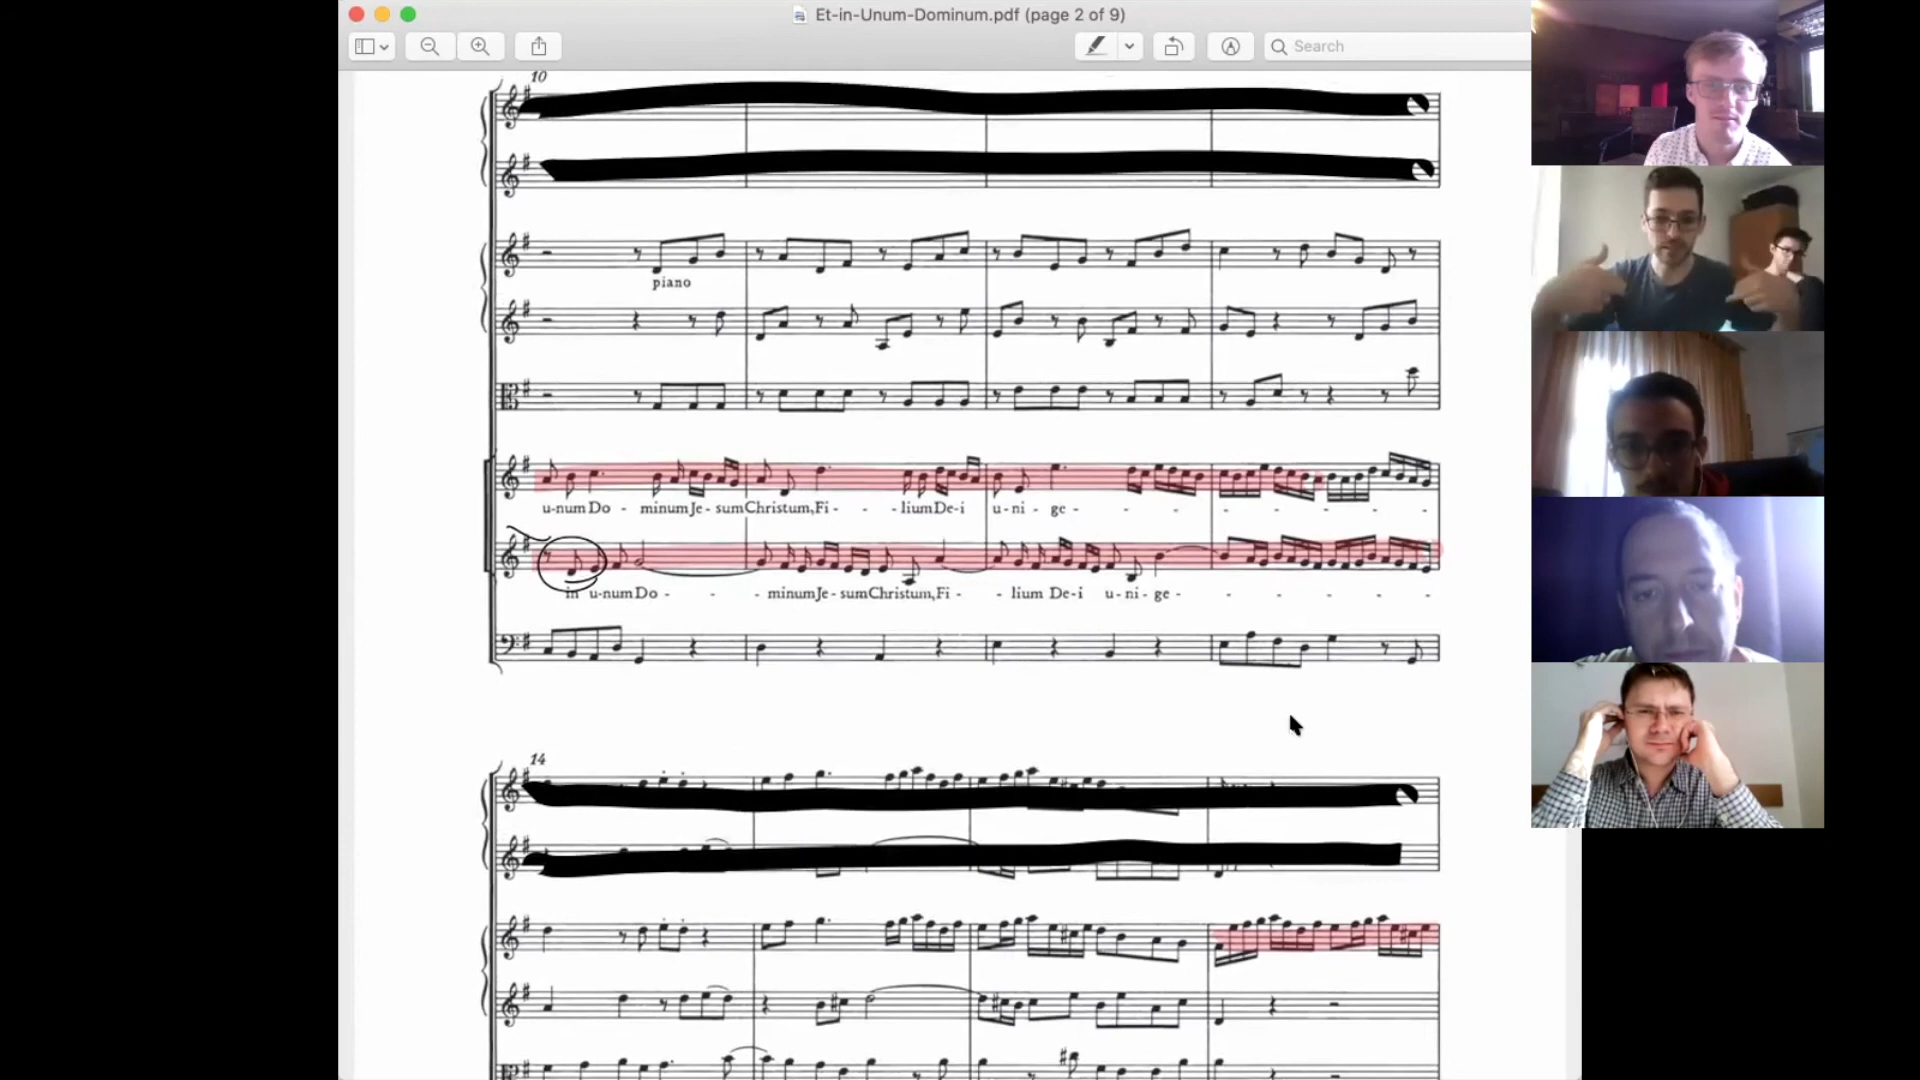 Et-in-Unum-Dominum.pdf (page 2 of 9)
Search
10
piano
u-num Do - minum Je - sum Christum, Fi - - - lium De-i u-ni - ge - - - - - - - -
in u-num Do - - - minum Je - sum Christum, Fi - - lium De-i u-ni-ge - - - - - -
14